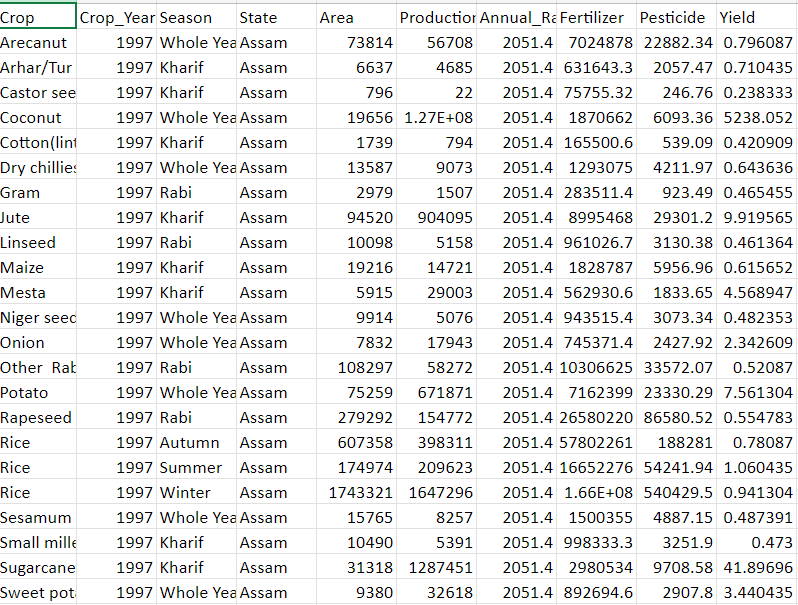 Crop Crop_Year Season State Area Production Annual_Ra Fertilizer Pesticide Yield
Arecanut 1997 Whole Yea Assam 73814 56708 2051.4 7024878 22882.34 0.796087
Arhar/Tur 1997 Kharif Assam 6637 4685 2051.4 631643.3 2057.47 0.710435
Castor see 1997 Kharif Assam 796 22 2051.4 75755.32 246.76 0.238333
Coconut 1997 Whole Yea Assam 19656 1.27E+08 2051.4 1870662 6093.36 5238.052
Cotton(lint 1997 Kharif Assam 1739 794 2051.4 165500.6 539.09 0.420909
Dry chillies 1997 Whole Yea Assam 13587 9073 2051.4 1293075 4211.97 0.643636
Gram 1997 Rabi Assam 2979 1507 2051.4 283511.4 923.49 0.465455
Jute 1997 Kharif Assam 94520 904095 2051.4 8995468 29301.2 9.919565
Linseed 1997 Rabi Assam 10098 5158 2051.4 961026.7 3130.38 0.461364
Maize 1997 Kharif Assam 19216 14721 2051.4 1828787 5956.96 0.615652
Mesta 1997 Kharif Assam 5915 29003 2051.4 562930.6 1833.65 4.568947
Niger seed 1997 Whole Yea Assam 9914 5076 2051.4 943515.4 3073.34 0.482353
Onion 1997 Whole Yea Assam 7832 17943 2051.4 745371.4 2427.92 2.342609
Other Rab 1997 Rabi Assam 108297 58272 2051.4 10306625 33572.07 0.52087
Potato 1997 Whole Yea Assam 75259 671871 2051.4 7162399 23330.29 7.561304
Rapeseed 1997 Rabi Assam 279292 154772 2051.4 26580220 86580.52 0.554783
Rice 1997 Autumn Assam 607358 398311 2051.4 57802261 188281 0.78087
Rice 1997 Summer Assam 174974 209623 2051.4 16652276 54241.94 1.060435
Rice 1997 Winter Assam 1743321 1647296 2051.4 1.66E+08 540429.5 0.941304
Sesamum 1997 Whole Yea Assam 15765 8257 2051.4 1500355 4887.15 0.487391
Small mille 1997 Kharif Assam 10490 5391 2051.4 998333.3 3251.9 0.473
Sugarcane 1997 Kharif Assam 31318 1287451 2051.4 2980534 9708.58 41.89696
Sweet pota 1997 Whole Yea Assam 9380 32618 2051.4 892694.6 2907.8 3.440435